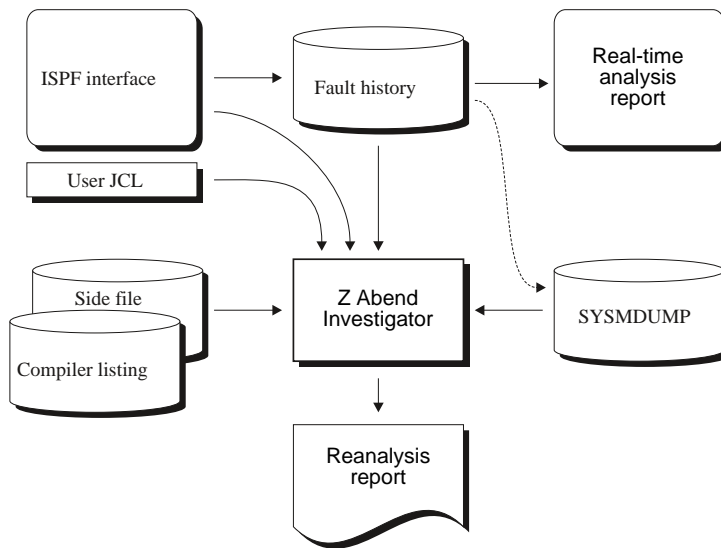 ISPF interface
Fault history
Real-time
analysis
report
User JCL
Side file
Compiler listing
Z Abend
Investigator
SYSMDUMP
Reanalysis
report